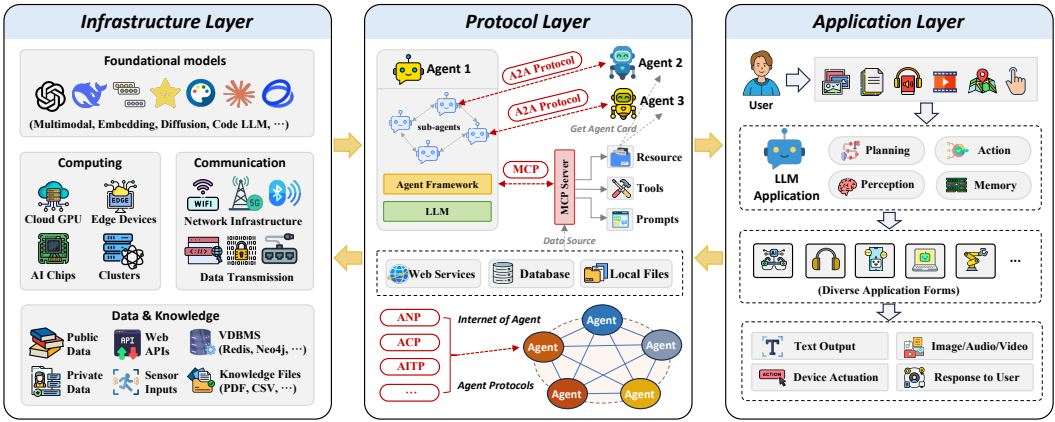 Infrastructure Layer
Foundational models
(Multimodal, Embedding, Diffusion, Code LLM, ···)
Computing
Cloud GPU
EDGE
Edge Devices
AI Chips
Clusters
Communication
WIFI
5G
Network Infrastructure
Data Transmission
Data & Knowledge
Public
Data
API
Web
APIs
VDBMS
(Redis, Neo4j, ···)
Private
Data
Sensor
Inputs
Knowledge Files
(PDF, CSV, ···)
Protocol Layer
Agent 1
sub-agents
Agent Framework
LLM
A2A Protocol
Agent 2
A2A Protocol
Agent 3
Get Agent Card
MCP
MCP Server
Resource
Tools
Prompts
Data Source
Web Services
Database
Local Files
ANP
ACP
AITP
···
Internet of Agent
Agent Protocols
Agent
Agent
Agent
Agent
Agent
Application Layer
User
LLM
Application
Planning
Action
Perception
Memory
···
(Diverse Application Forms)
T
Text Output
Image/Audio/Video
ACTION
Device Actuation
Response to User